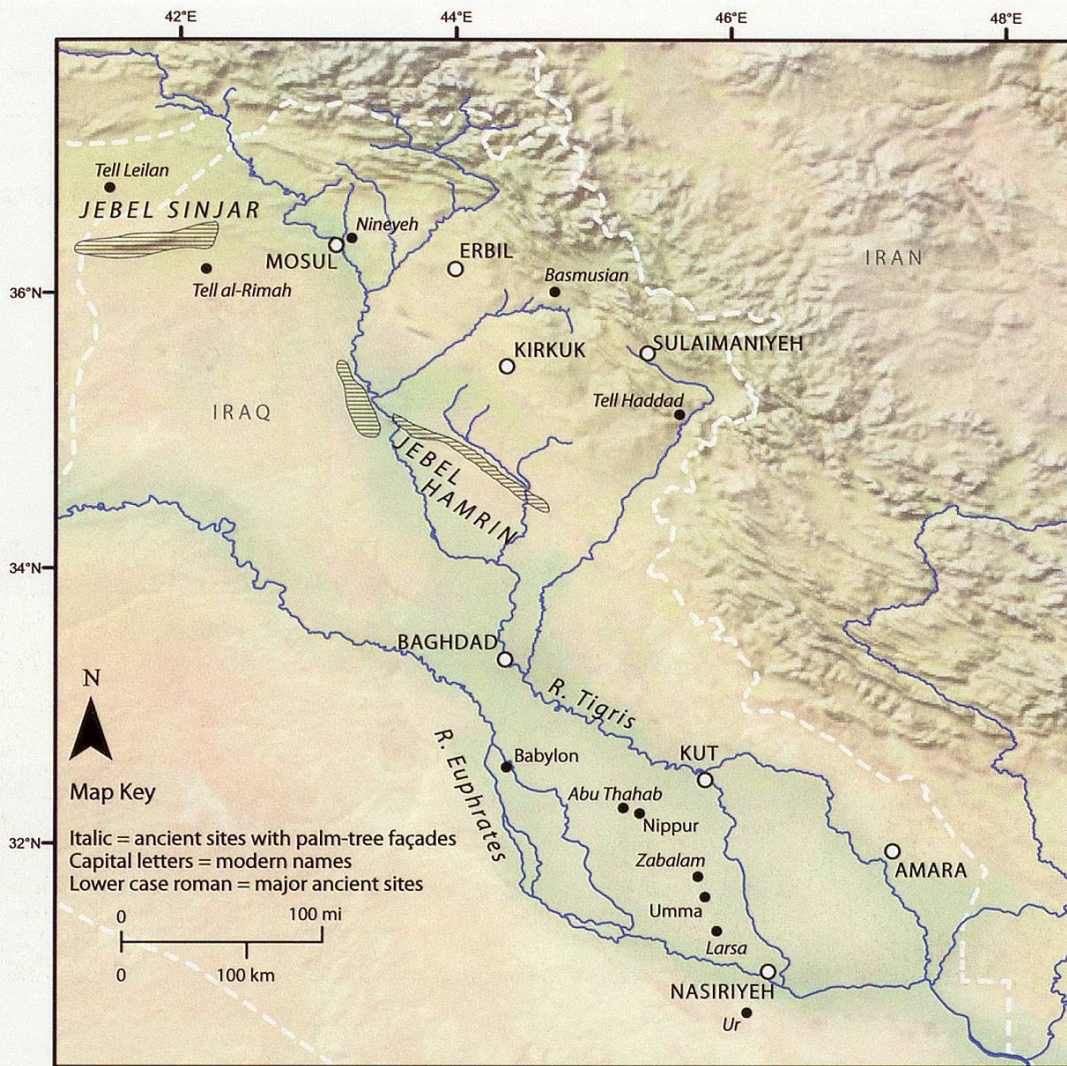 42°E
44°E
46°E
48°E
Tell Leilan
JEBEL SINJAR
Nineyeh
MOSUL
ERBIL
IRAN
Tell al-Rimah
Basmusian
36°N
SULAIMANIYEH
KIRKUK
Tell Haddad
IRAQ
JEBEL
HAMRIN
34°N
BAGHDAD
N
R. Tigris
R. Euphrates
KUT
Babylon
Map Key
Abu Thahab
Nippur
Italic = ancient sites with palm-tree façades
32°N
Capital letters = modern names
Zabalam
AMARA
Lower case roman = major ancient sites
Umma
0
100 mi
Larsa
0
100 km
NASIRIYEH
Ur